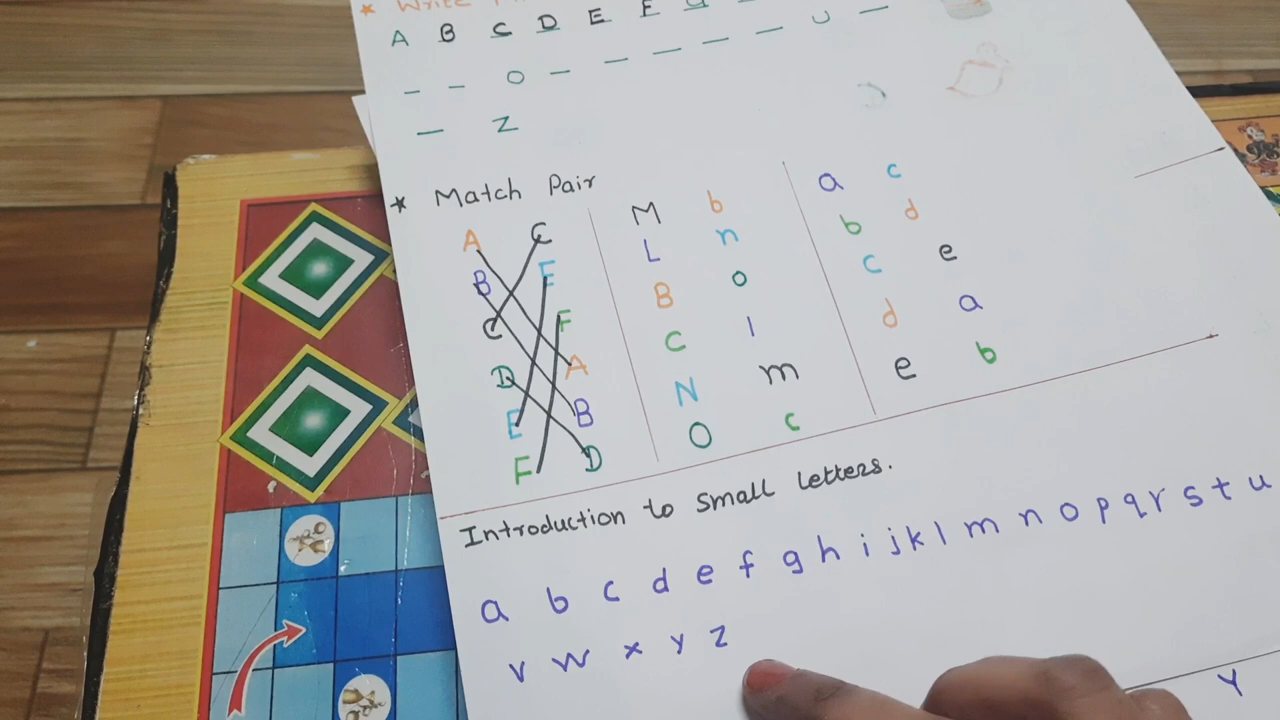 A B C D E F G
U
O
Z
* Match Pair
A C M b a c
B E L n b d
C F B o c e
D A C l d a
E B N m e b
F D O c
Introduction to Small Letters.
a b c d e f g h i j k l m n o p q r s t u
v w x y z
Y